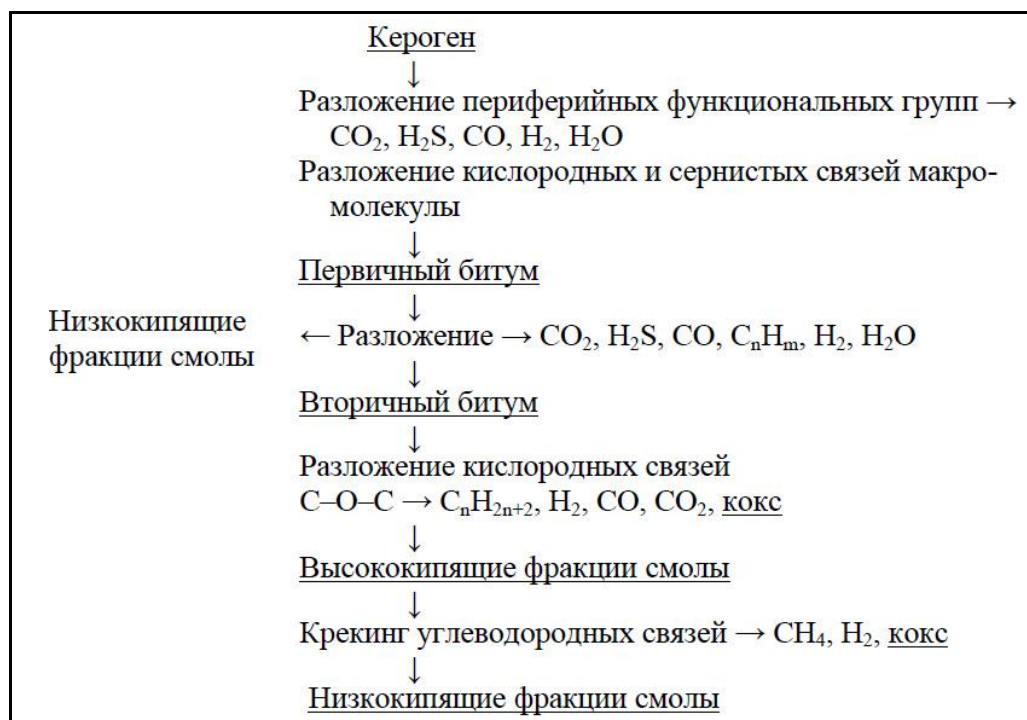 Кероген
↓
Разложение периферийных функциональных групп →
CO₂, H₂S, CO, H₂, H₂O
Разложение кислородных и сернистых связей макро-
молекулы
↓
Первичный битум
↓
Низкокипящие
фракции смолы
← Разложение → CO₂, H₂S, CO, CₙHₘ, H₂, H₂O
↓
Вторичный битум
↓
Разложение кислородных связей
C–O–C → CₙH₂ₙ₊₂, H₂, CO, CO₂, кокс
↓
Высококипящие фракции смолы
↓
Крекинг углеводородных связей → CH₄, H₂, кокс
↓
Низкокипящие фракции смолы